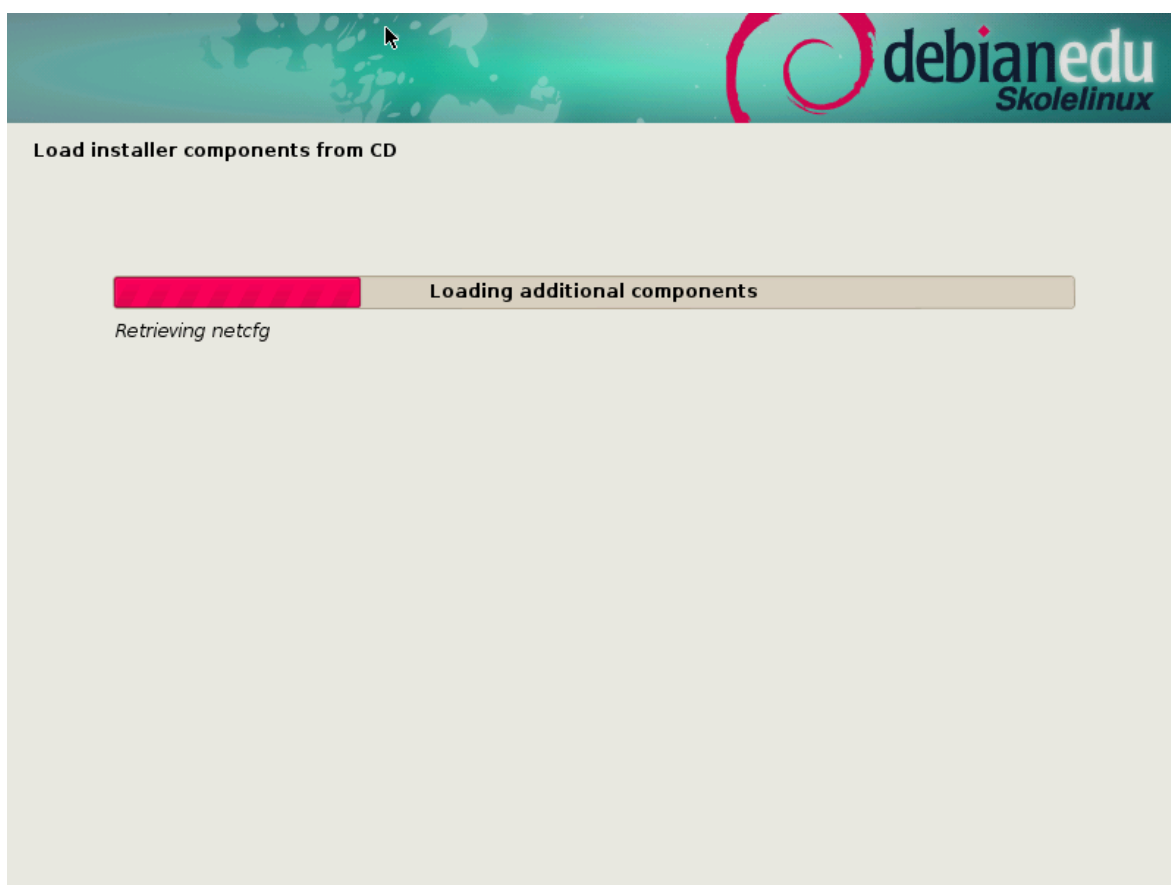 debianedu
Skolelinux
Load installer components from CD
Loading additional components
Retrieving netcfg